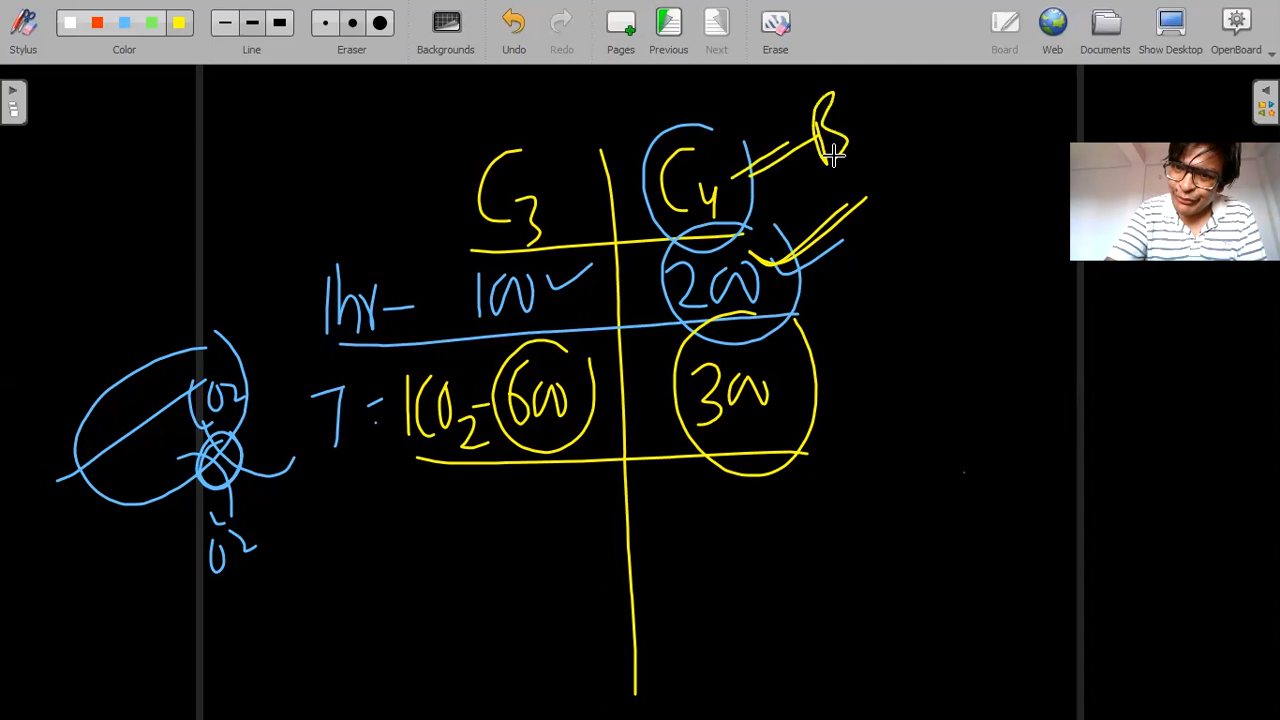 Stylus
Color
Line
Eraser
Backgrounds
Undo
Redo
Pages
Previous
Next
Erase
Board
Web
Documents
Show Desktop
OpenBoard
C3 C4
1hr- 100 200
T: 1CO2-600 300
CO2
O2